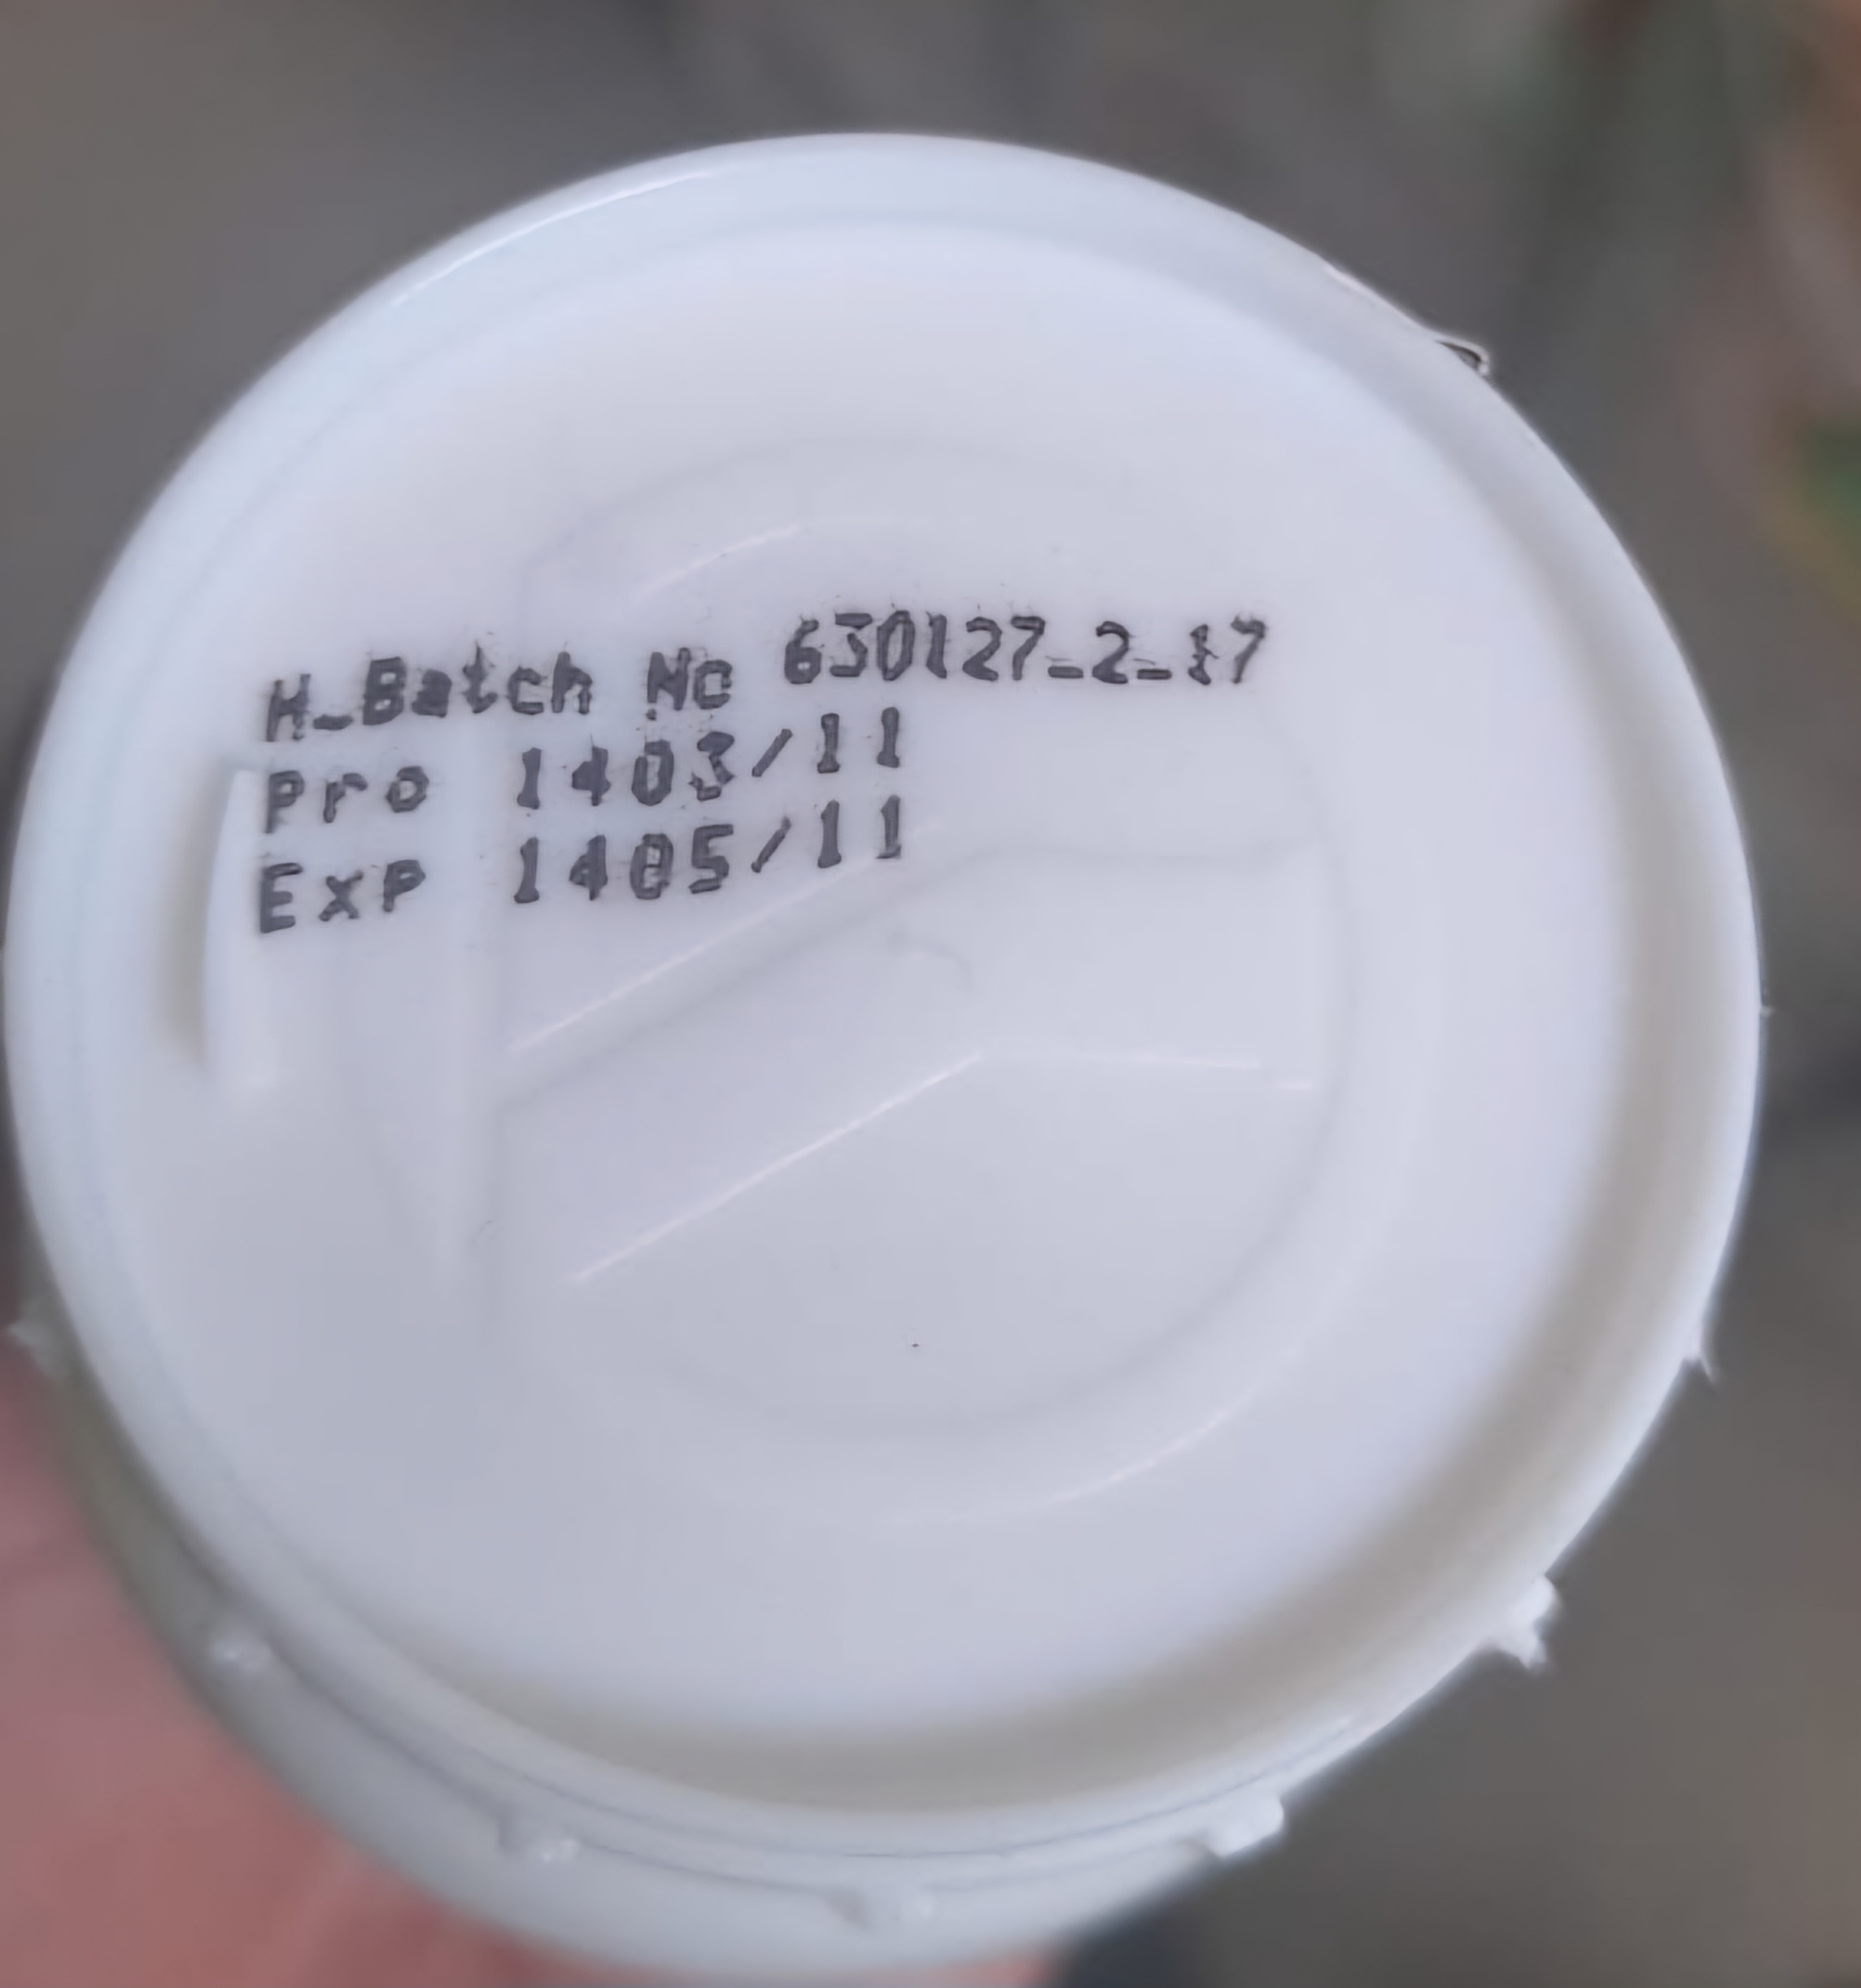 H_Batch No 630127_2_17
Pro 1403/11
Exp 1405/11